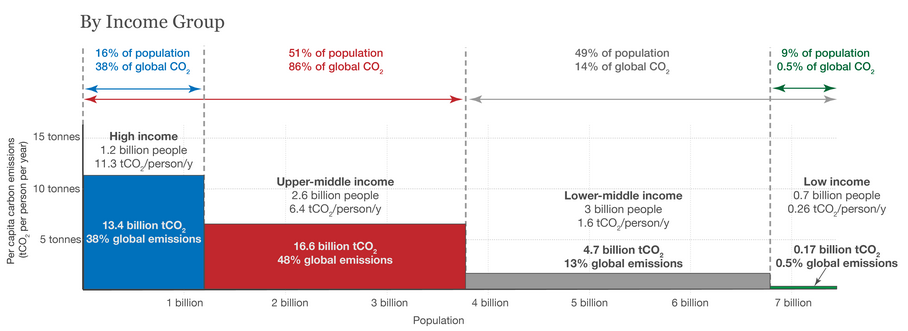 By Income Group
16% of population
38% of global CO₂
51% of population
86% of global CO₂
49% of population
14% of global CO₂
9% of population
0.5% of global CO₂
Per capita carbon emissions
(tCO₂ per person per year)
15 tonnes
10 tonnes
5 tonnes
High income
1.2 billion people
11.3 tCO₂/person/y
13.4 billion tCO₂
38% global emissions
Upper-middle income
2.6 billion people
6.4 tCO₂/person/y
16.6 billion tCO₂
48% global emissions
Lower-middle income
3 billion people
1.6 tCO₂/person/y
4.7 billion tCO₂
13% global emissions
Low income
0.7 billion people
0.26 tCO₂/person/y
0.17 billion tCO₂
0.5% global emissions
1 billion
2 billion
3 billion
4 billion
5 billion
6 billion
7 billion
Population